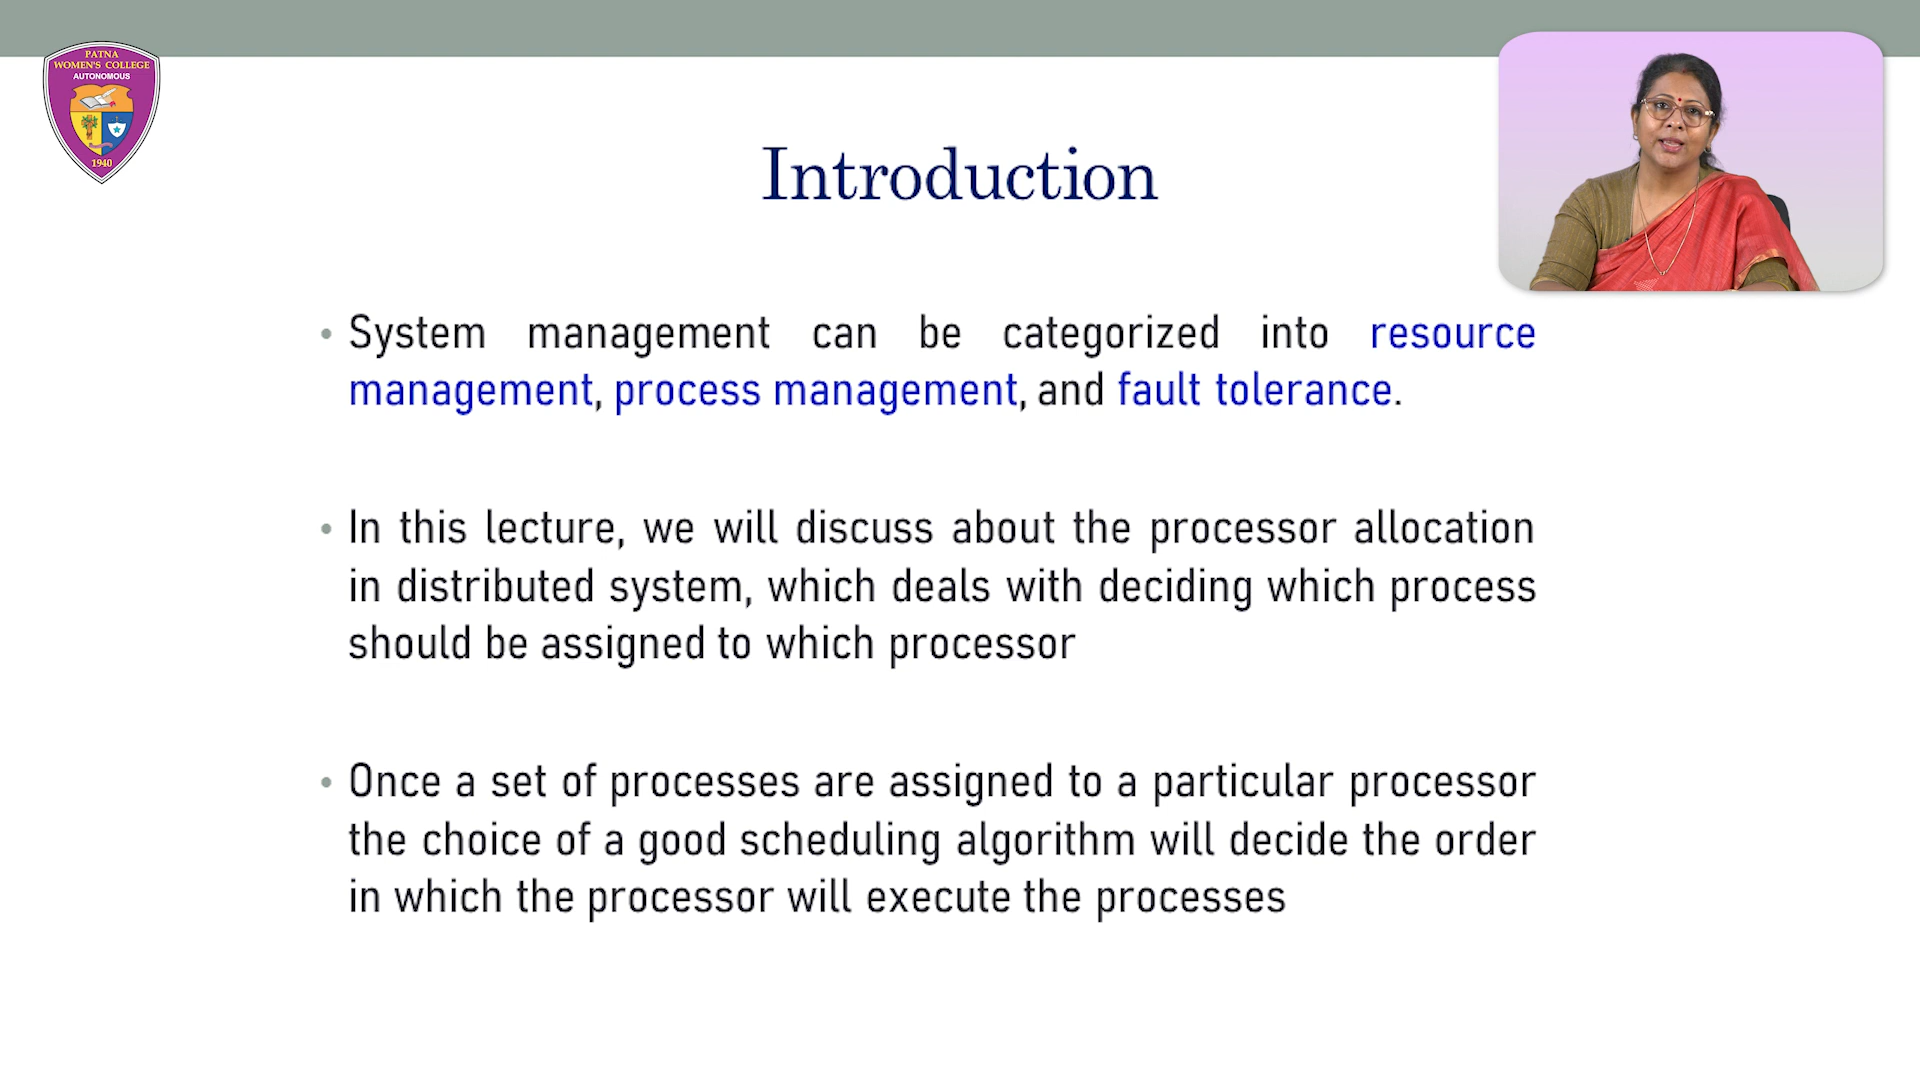 PATNA
WOMEN'S COLLEGE
AUTONOMOUS
1940
Introduction
• System management can be categorized into resource
management, process management, and fault tolerance.
• In this lecture, we will discuss about the processor allocation
in distributed system, which deals with deciding which process
should be assigned to which processor
• Once a set of processes are assigned to a particular processor
the choice of a good scheduling algorithm will decide the order
in which the processor will execute the processes